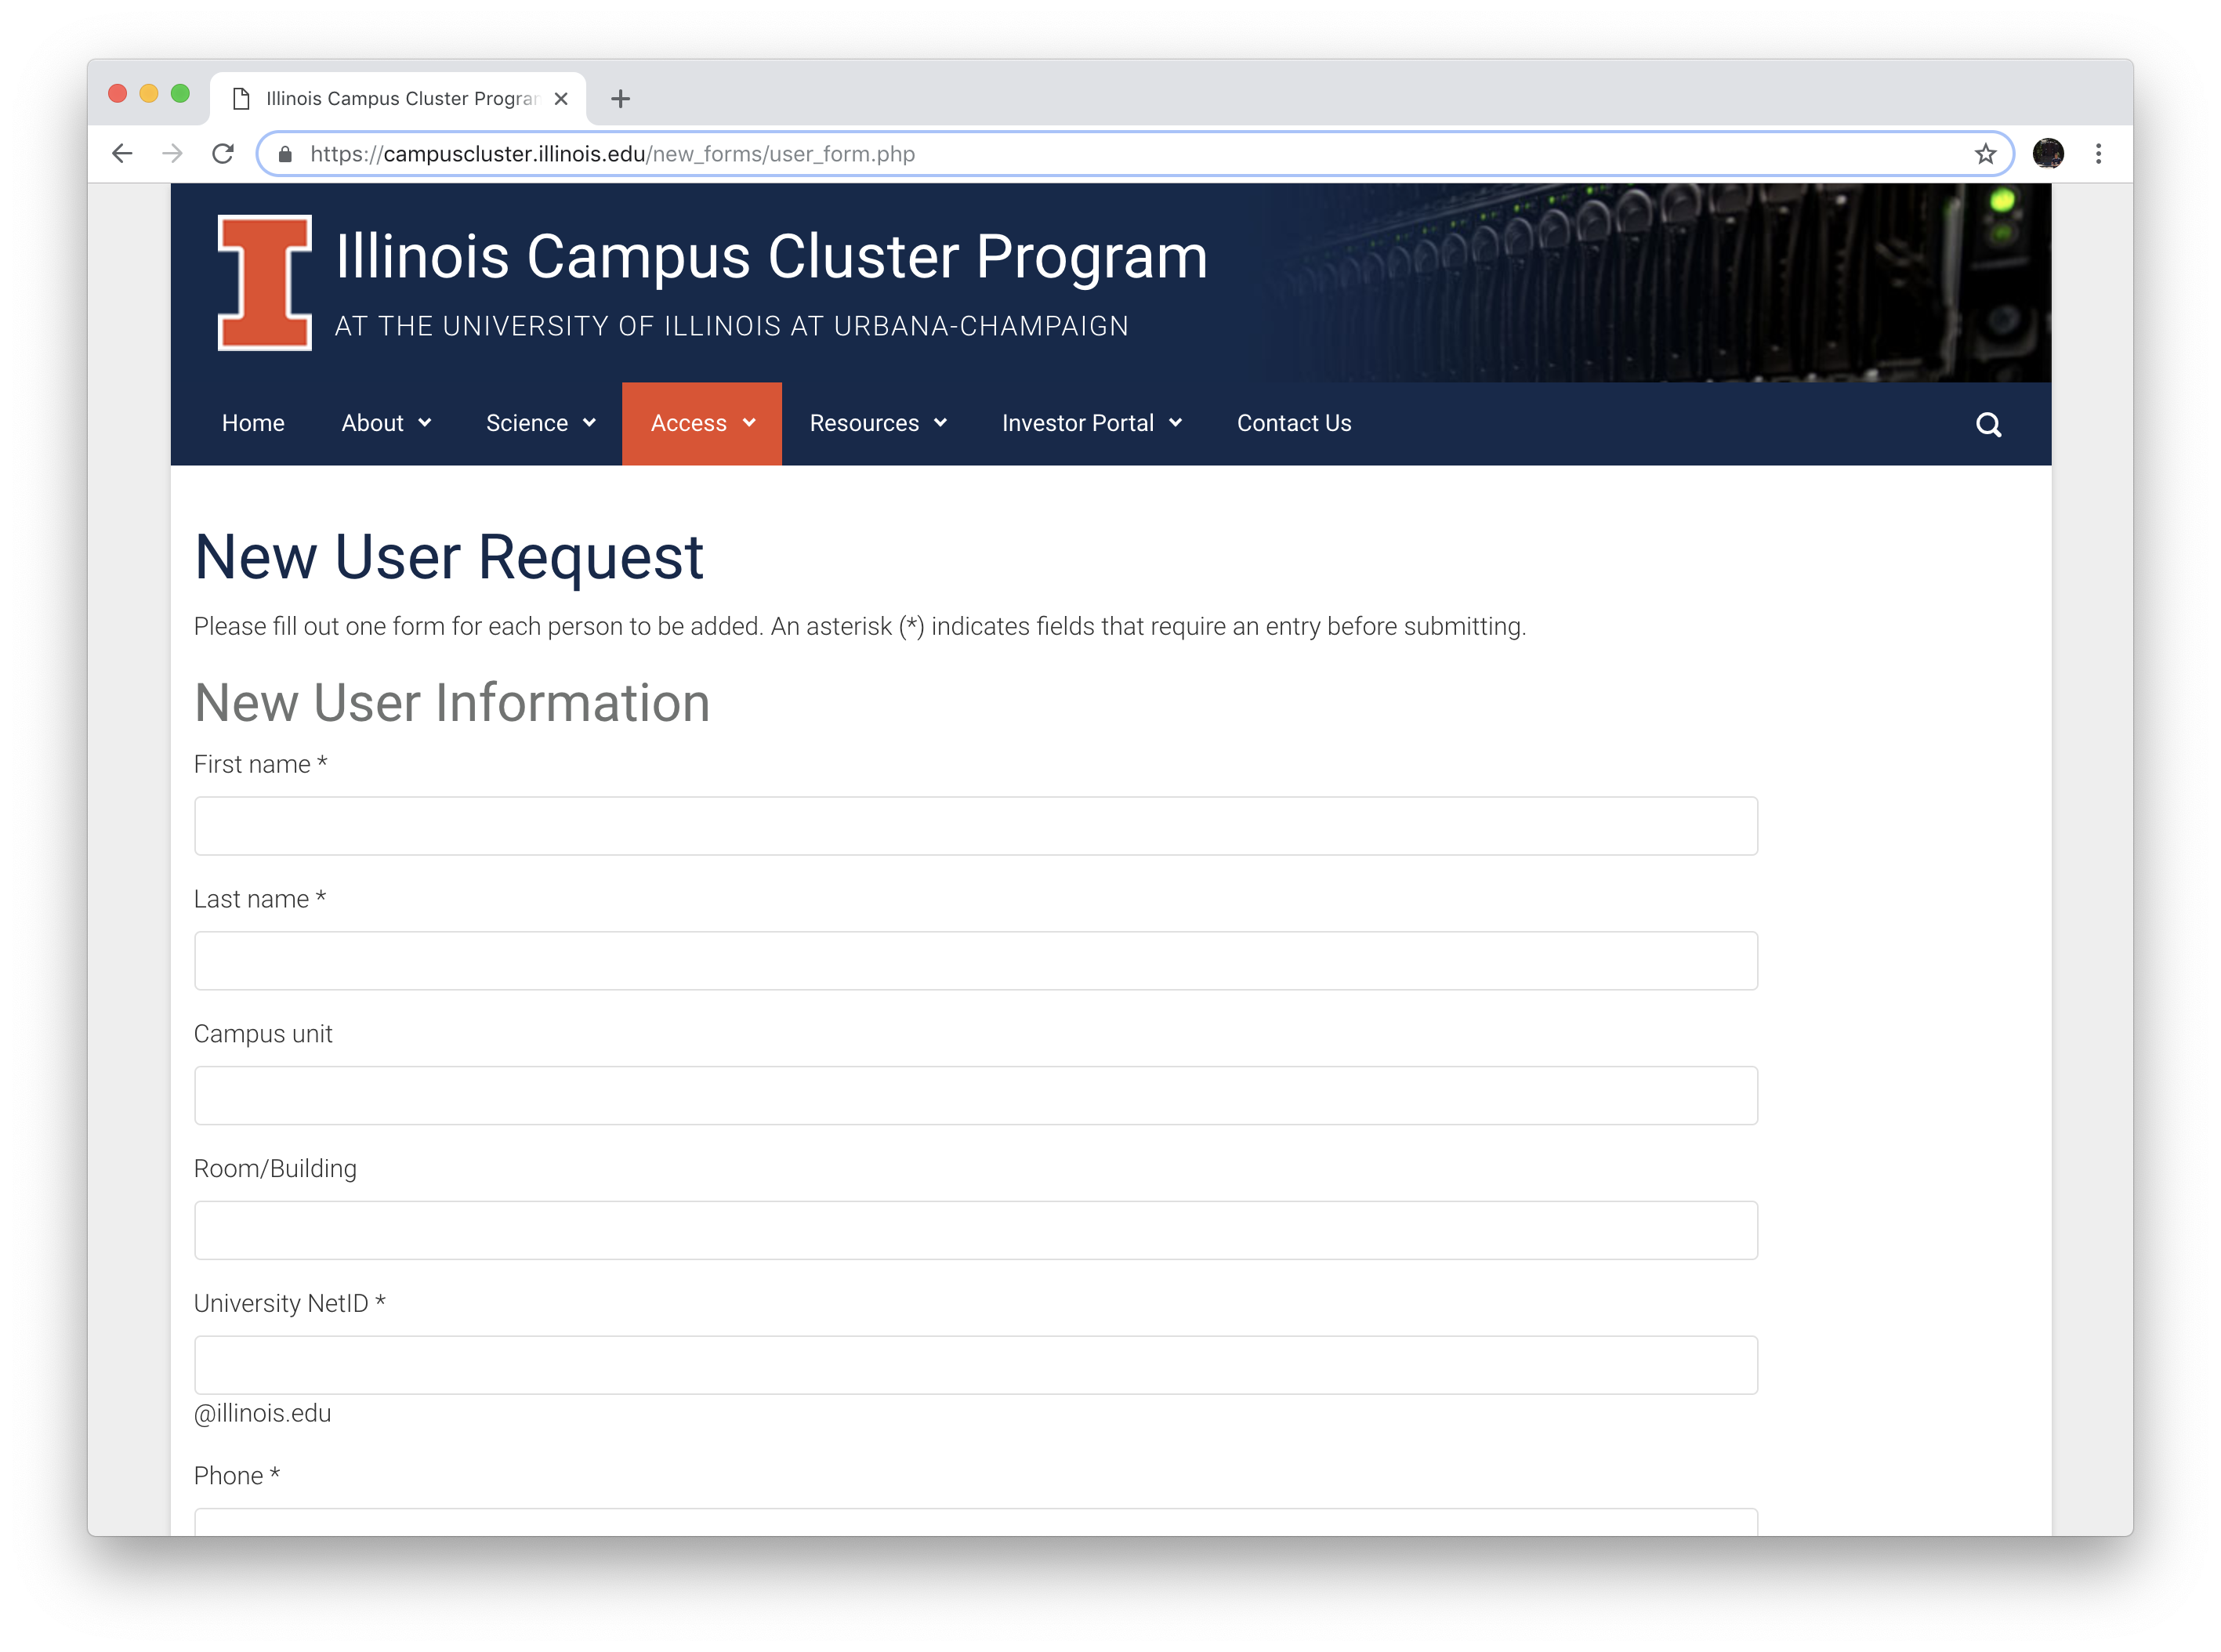 Illinois Campus Cluster Progra
https://campuscluster.illinois.edu/new_forms/user_form.php
Illinois Campus Cluster Program
AT THE UNIVERSITY OF ILLINOIS AT URBANA-CHAMPAIGN
Home About Science Access Resources Investor Portal Contact Us
New User Request
Please fill out one form for each person to be added. An asterisk (*) indicates fields that require an entry before submitting.
New User Information
First name *
Last name *
Campus unit
Room/Building
University NetID *
@illinois.edu
Phone *